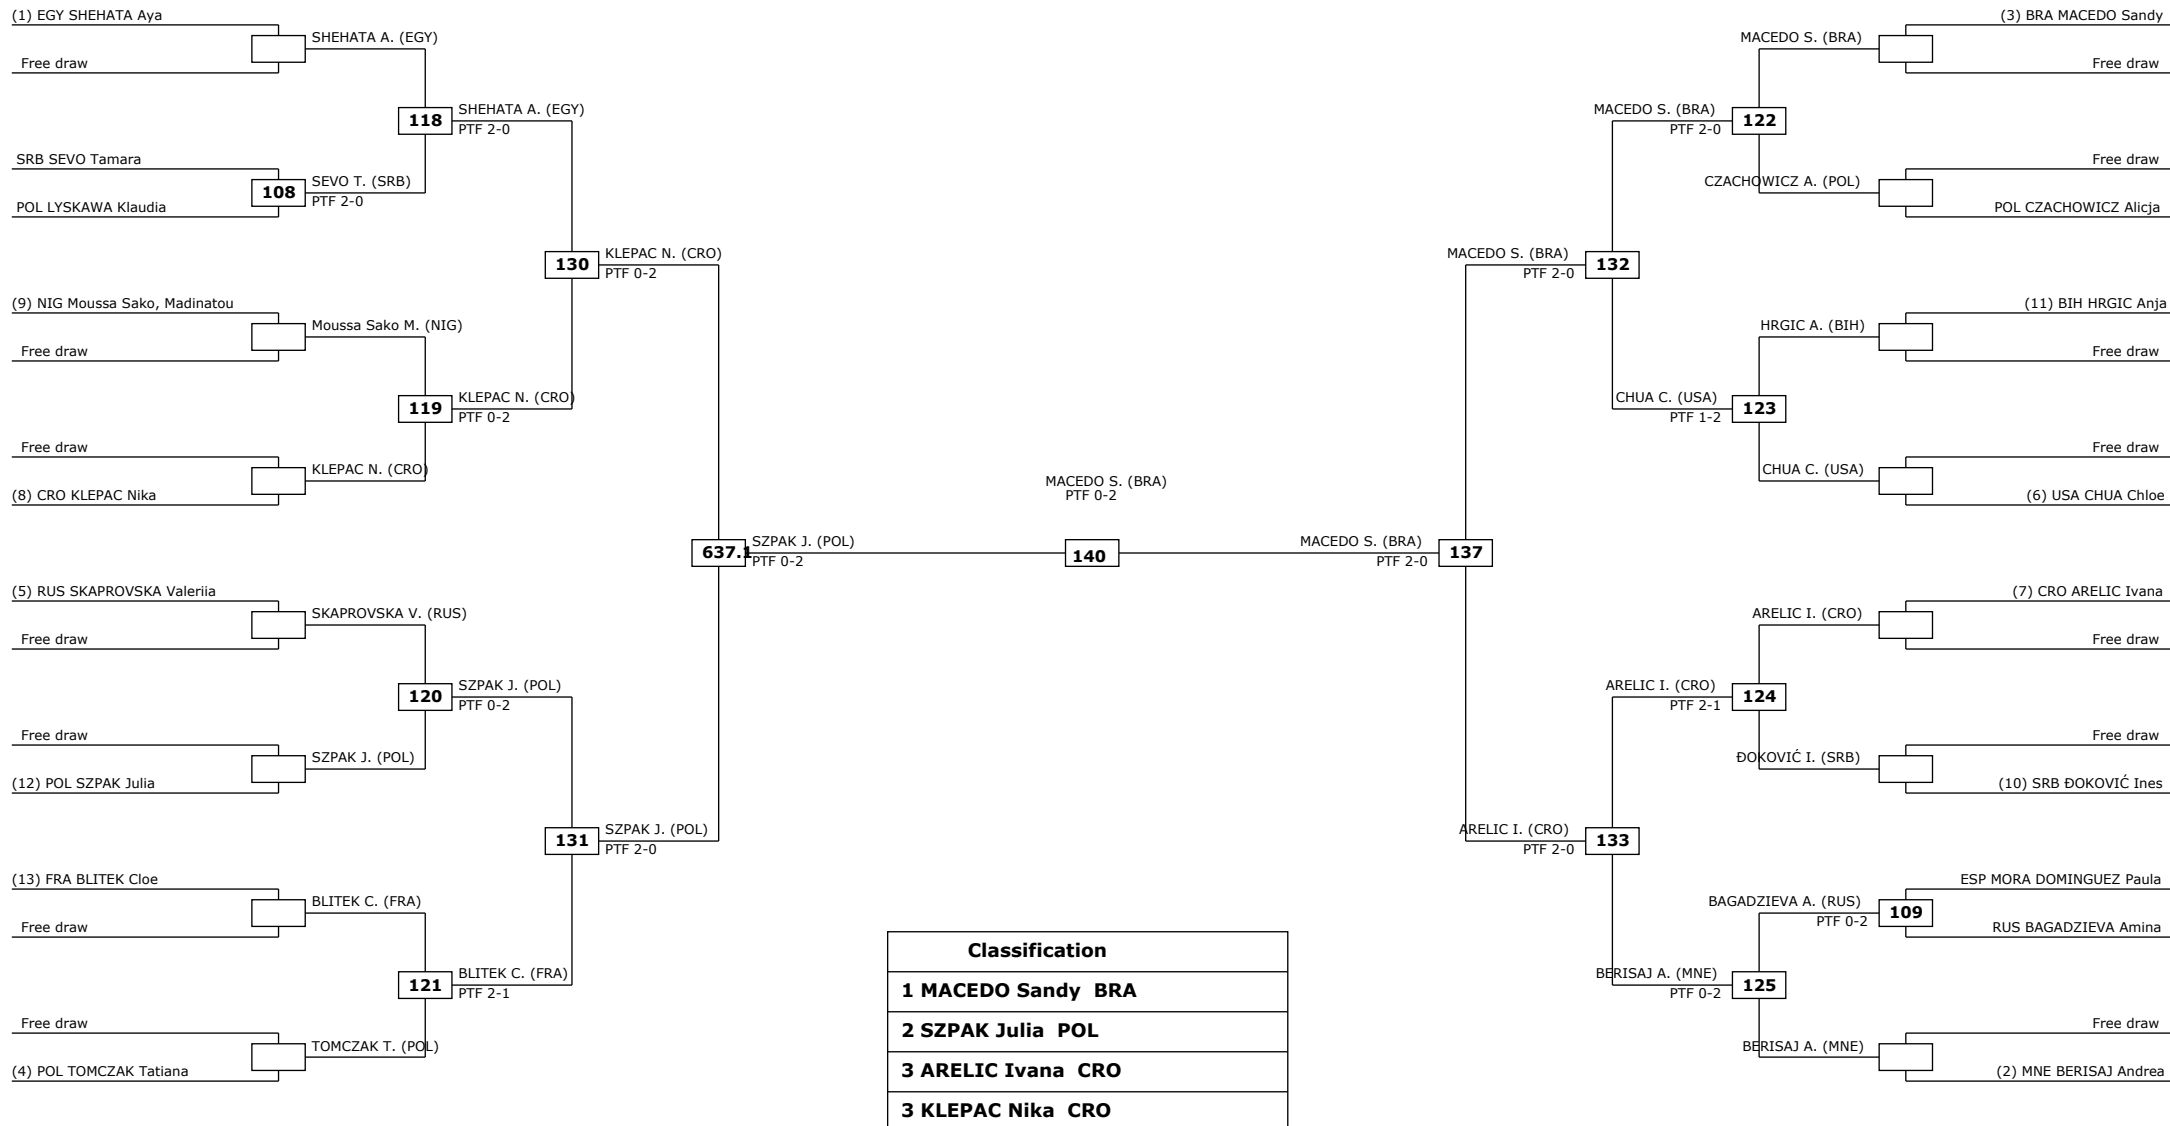 (1) EGY SHEHATA Aya
SHEHATA A. (EGY)
Free draw
118
SHEHATA A. (EGY)
PTF 2-0
SRB SEVO Tamara
108
SEVO T. (SRB)
PTF 2-0
POL LYSKAWA Klaudia
130
KLEPAC N. (CRO)
PTF 0-2
(9) NIG Moussa Sako, Madinatou
Moussa Sako M. (NIG)
Free draw
119
KLEPAC N. (CRO)
PTF 0-2
Free draw
KLEPAC N. (CRO)
(8) CRO KLEPAC Nika
637.1
SZPAK J. (POL)
PTF 0-2
(5) RUS SKAPROVSKA Valeriia
SKAPROVSKA V. (RUS)
Free draw
120
SZPAK J. (POL)
PTF 0-2
Free draw
SZPAK J. (POL)
(12) POL SZPAK Julia
131
SZPAK J. (POL)
PTF 2-0
(13) FRA BLITEK Cloe
BLITEK C. (FRA)
Free draw
121
BLITEK C. (FRA)
PTF 2-1
Free draw
TOMCZAK T. (POL)
(4) POL TOMCZAK Tatiana
MACEDO S. (BRA)
PTF 0-2
140
(3) BRA MACEDO Sandy
MACEDO S. (BRA)
Free draw
MACEDO S. (BRA)
PTF 2-0
122
Free draw
CZACHOWICZ A. (POL)
POL CZACHOWICZ Alicja
MACEDO S. (BRA)
PTF 2-0
132
(11) BIH HRGIC Anja
HRGIC A. (BIH)
Free draw
CHUA C. (USA)
PTF 1-2
123
Free draw
CHUA C. (USA)
(6) USA CHUA Chloe
MACEDO S. (BRA)
PTF 2-0
137
(7) CRO ARELIC Ivana
ARELIC I. (CRO)
Free draw
ARELIC I. (CRO)
PTF 2-1
124
Free draw
ĐOKOVIĆ I. (SRB)
(10) SRB ĐOKOVIĆ Ines
ARELIC I. (CRO)
PTF 2-0
133
ESP MORA DOMINGUEZ Paula
BAGADZIEVA A. (RUS)
PTF 0-2
109
RUS BAGADZIEVA Amina
BERISAJ A. (MNE)
PTF 0-2
125
Free draw
BERISAJ A. (MNE)
(2) MNE BERISAJ Andrea
Classification
1 MACEDO Sandy BRA
2 SZPAK Julia POL
3 ARELIC Ivana CRO
3 KLEPAC Nika CRO